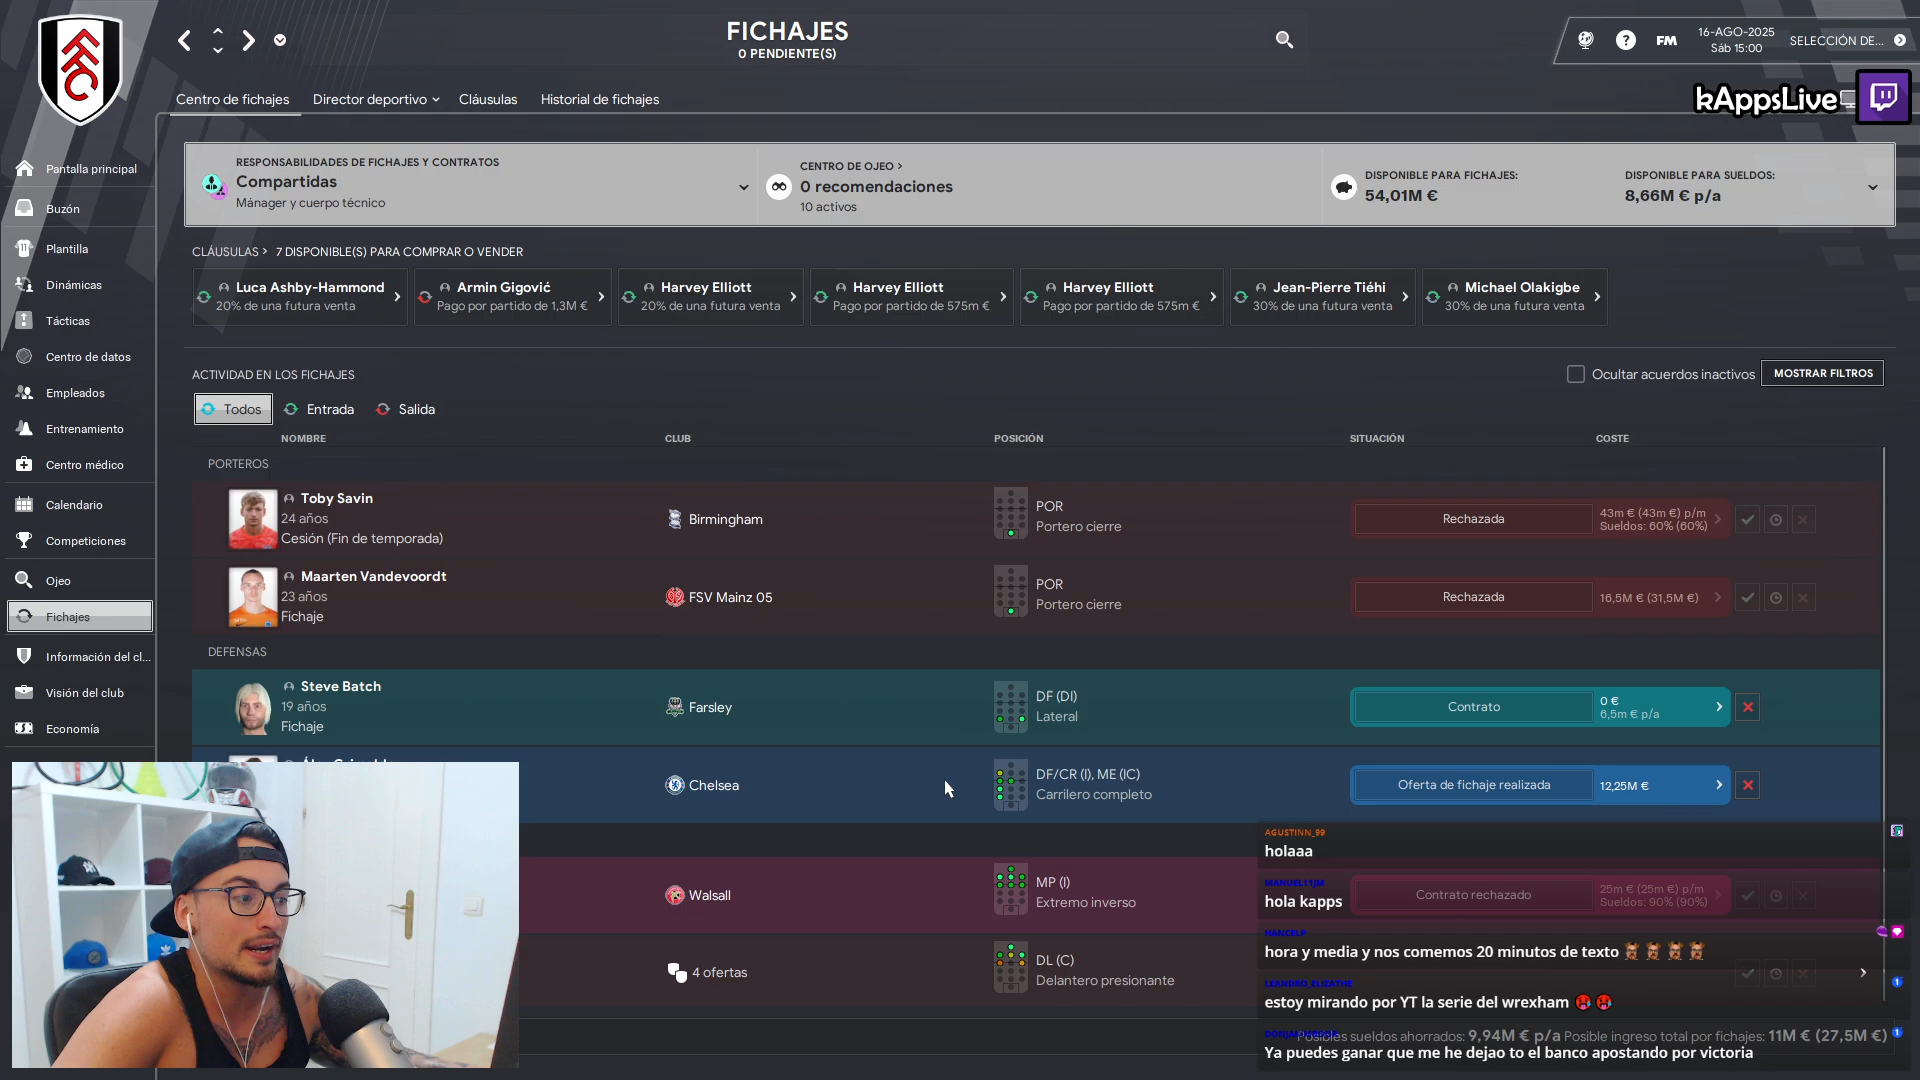 FICHAJES
0 PENDIENTE(S)
FM
16-AGO-2025
Sáb 15:00
SELECCIÓN DE...
kAppsLive
Centro de fichajes
Director deportivo
Cláusulas
Historial de fichajes
Pantalla principal
Buzón
Plantilla
Dinámicas
Tácticas
Centro de datos
Empleados
Entrenamiento
Centro médico
Calendario
Competiciones
Ojeo
Fichajes
Información del cl...
Visión del club
Economía
RESPONSABILIDADES DE FICHAJES Y CONTRATOS
Compartidas
Mánager y cuerpo técnico
CENTRO DE OJEO >
0 recomendaciones
10 activos
DISPONIBLE PARA FICHAJES:
54,01M €
DISPONIBLE PARA SUELDOS:
8,66M € p/a
CLÁUSULAS > 7 DISPONIBLE(S) PARA COMPRAR O VENDER
Luca Ashby-Hammond
20% de una futura venta
Armin Gigović
Pago por partido de 1,3M €
Harvey Elliott
20% de una futura venta
Harvey Elliott
Pago por partido de 575m €
Harvey Elliott
Pago por partido de 575m €
Jean-Pierre Tiéhi
30% de una futura venta
Michael Olakigbe
30% de una futura venta
ACTIVIDAD EN LOS FICHAJES
Ocultar acuerdos inactivos
MOSTRAR FILTROS
Todos
Entrada
Salida
NOMBRE
CLUB
POSICIÓN
SITUACIÓN
COSTE
PORTEROS
Toby Savin
24 años
Cesión (Fin de temporada)
Birmingham
POR
Portero cierre
Rechazada
43m € (43m €) p/m
Sueldos: 60% (60%)
Maarten Vandevoordt
23 años
Fichaje
FSV Mainz 05
POR
Portero cierre
Rechazada
16,5M € (31,5M €)
DEFENSAS
Steve Batch
19 años
Fichaje
Farsley
DF (DI)
Lateral
Contrato
0 €
6,5m € p/a
Chelsea
DF/CR (I), ME (IC)
Carrilero completo
Oferta de fichaje realizada
12,25M €
Walsall
MP (I)
Extremo inverso
Contrato rechazado
25m € (25m €) p/m
Sueldos: 90% (90%)
4 ofertas
DL (C)
Delantero presionante
AGUSTINN_99
holaaa
MANUEL11JM
hola kapps
HANCELP
hora y media y nos comemos 20 minutos de texto
LEANDRO_ELIZATHE
estoy mirando por YT la serie del wrexham
Posibles sueldos ahorrados: 9,94M € p/a Posible ingreso total por fichajes: 11M € (27,5M €)
Ya puedes ganar que me he dejao to el banco apostando por victoria